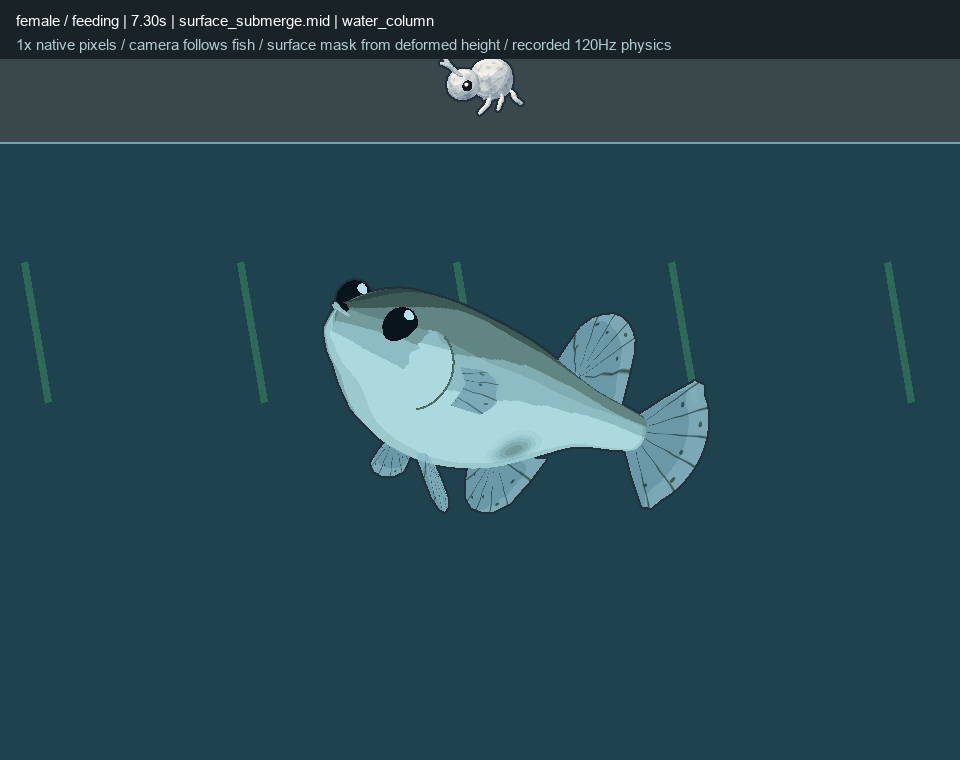 female / feeding | 7.30s | surface_submerge.mid | water_column
1x native pixels / camera follows fish / surface mask from deformed height / recorded 120Hz physics